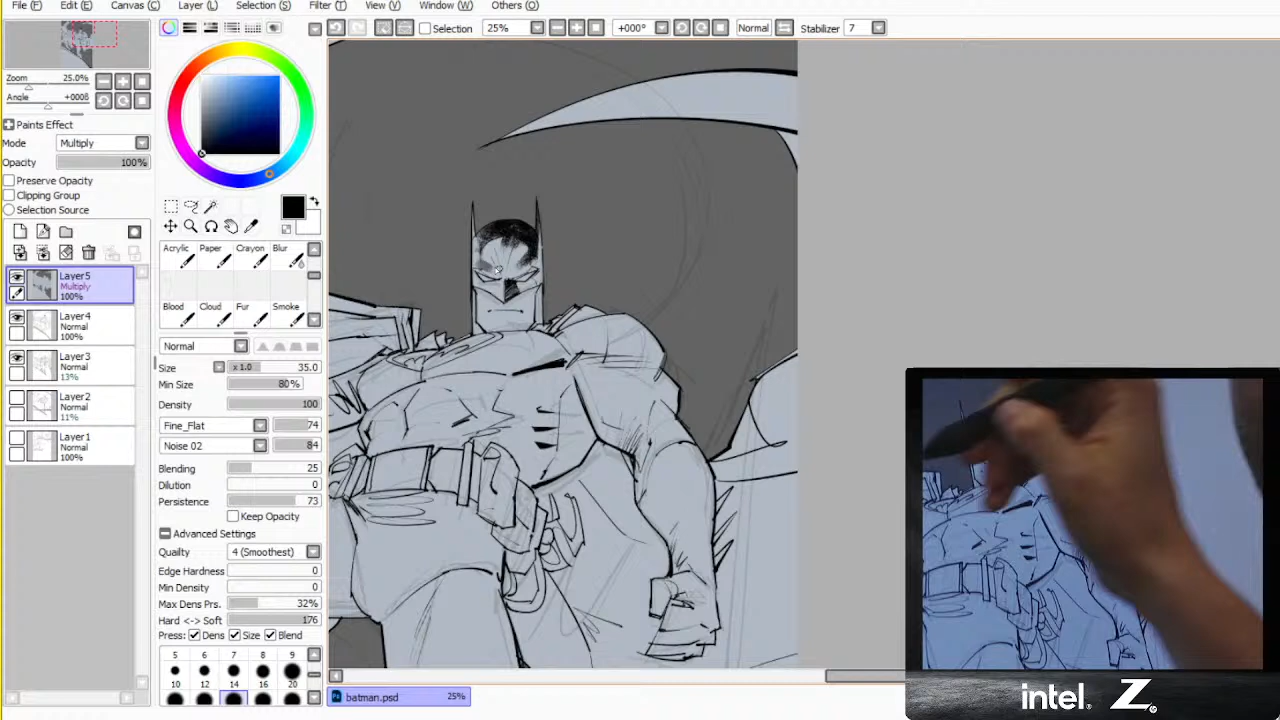 File (F) Edit (E) Canvas (C) Layer (L) Selection (S) Filter (T) View (V) Window (W) Others (O)
Selection 25% +000° Normal Stabilizer 7
Zoom 25.0%
Angle
Paints Effect
Mode Multiply
Opacity 100%
Preserve Opacity
Clipping Group
Selection Source
Layer5
Multiply
100%
Layer4
Normal
100%
Layer3
Normal
13%
Layer2
Normal
11%
Layer1
Normal
100%
Acrylic Paper Crayon Blur
Blood Cloud Fur Smoke
Normal
Size x 1.0 35.0
Min Size 80%
Density 100
Fine_Flat 74
Noise 02 84
Blending 25
Dilution 0
Persistence 73
Keep Opacity
Advanced Settings
Quality 4 (Smoothest)
Edge Hardness 0
Min Density 0
Max Dens Prs. 32%
Hard <-> Soft 176
Press: Dens Size Blend
5 6 7 8 9
10 12 14 16 20
batman.psd 25%
intel.